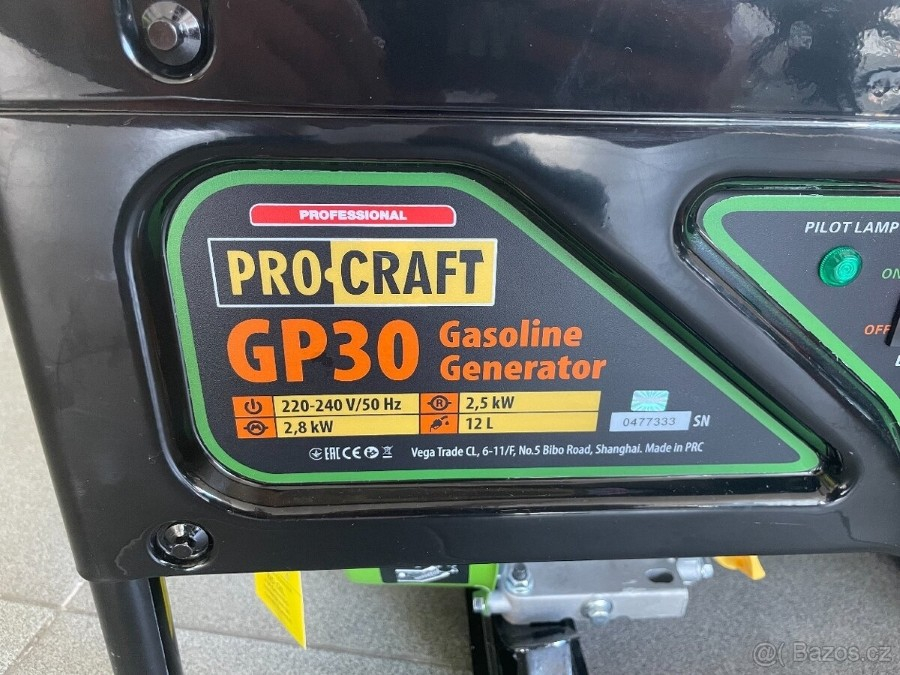 PROFESSIONAL
PRO·CRAFT
GP30
Gasoline
Generator
220-240 V/50 Hz
2,5 kW
2,8 kW
12 L
0477333 SN
EAC CE
Vega Trade CL, 6-11/F, No.5 Bibo Road, Shanghai. Made in PRC
PILOT LAMP
ON
OFF
@Bazos.cz